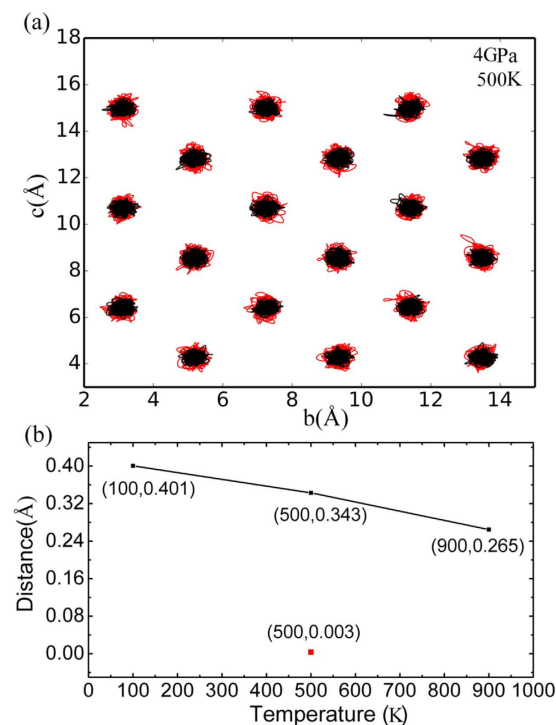 (a)
18
4GPa
500K
16
14
12
c(Å)
10
8
6
4
2 4 6 8 10 12 14
b(Å)
(b)
0.40
(100,0.401)
0.32
(500,0.343)
0.24
(900,0.265)
Distance(Å)
0.16
0.08
(500,0.003)
0.00
0 100 200 300 400 500 600 700 800 900 1000
Temperature (K)